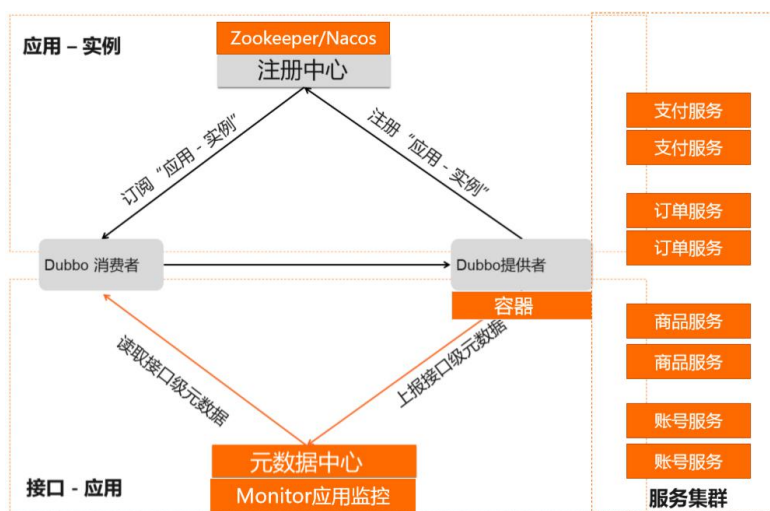 应用 – 实例
Zookeeper/Nacos
注册中心
订阅“应用 - 实例”
注册“应用 - 实例”
Dubbo 消费者
Dubbo提供者
容器
读取接口级元数据
上报接口级元数据
元数据中心
Monitor应用监控
接口 - 应用
支付服务
支付服务
订单服务
订单服务
商品服务
商品服务
账号服务
账号服务
服务集群